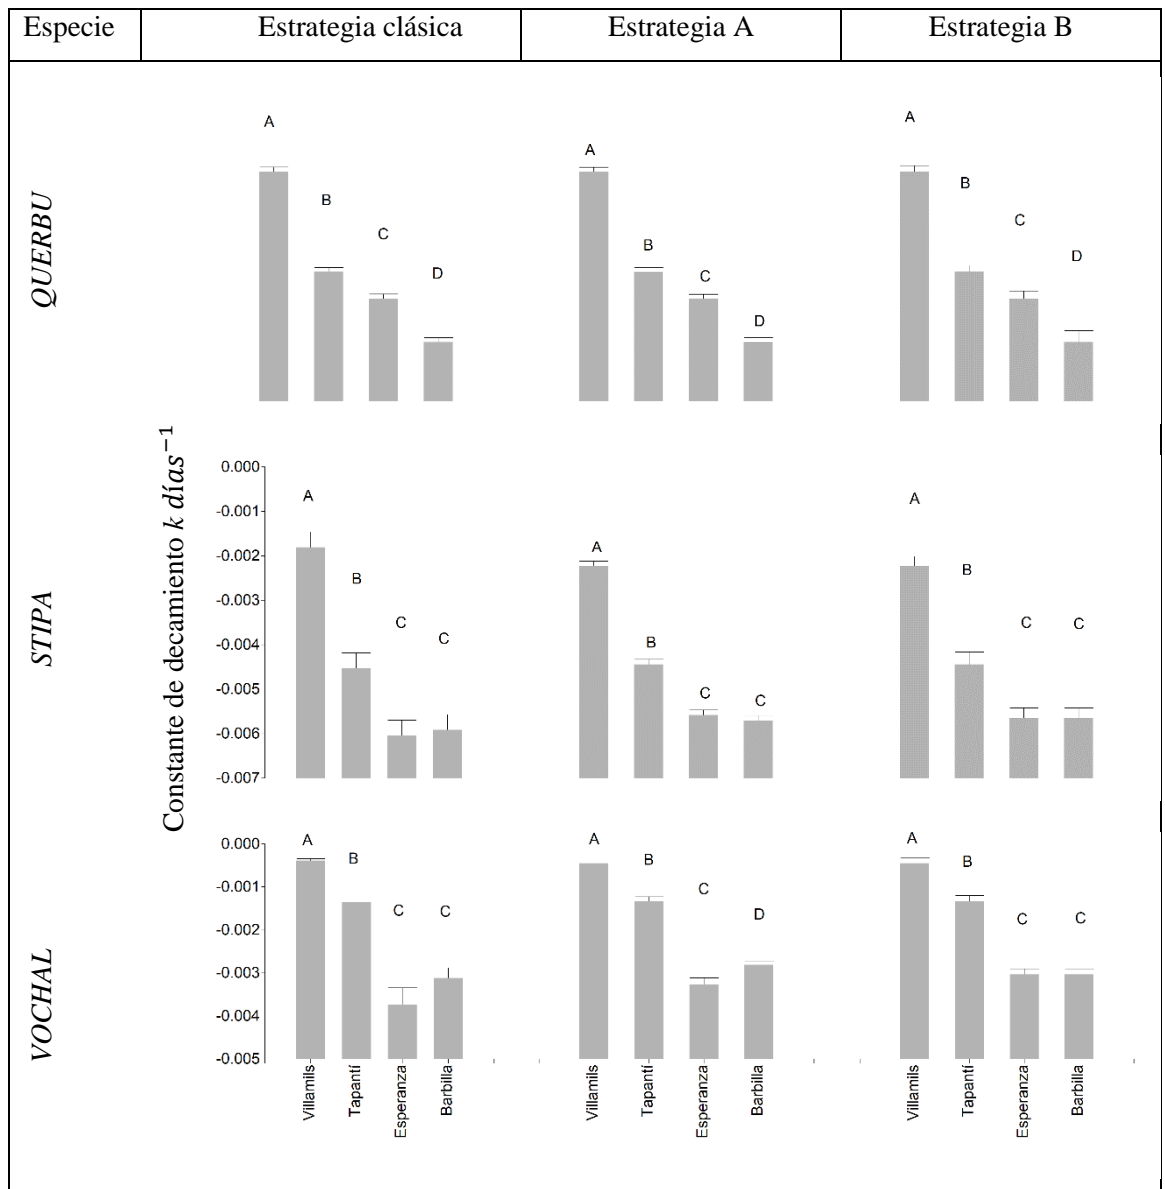 Especie Estrategia clásica Estrategia A Estrategia B
QUERBU
A A A
B B B
C C C
D D D
Constante de decamiento k días⁻¹
STIPA
0.000
-0.001
-0.002
-0.003
-0.004
-0.005
-0.006
-0.007
A A A
B B B
C C C C C C
VOCHAL
0.000
-0.001
-0.002
-0.003
-0.004
-0.005
A A A
B B B
C C C D C C
Villamils Tapantí Esperanza Barbilla Villamils Tapantí Esperanza Barbilla Villamils Tapantí Esperanza Barbilla